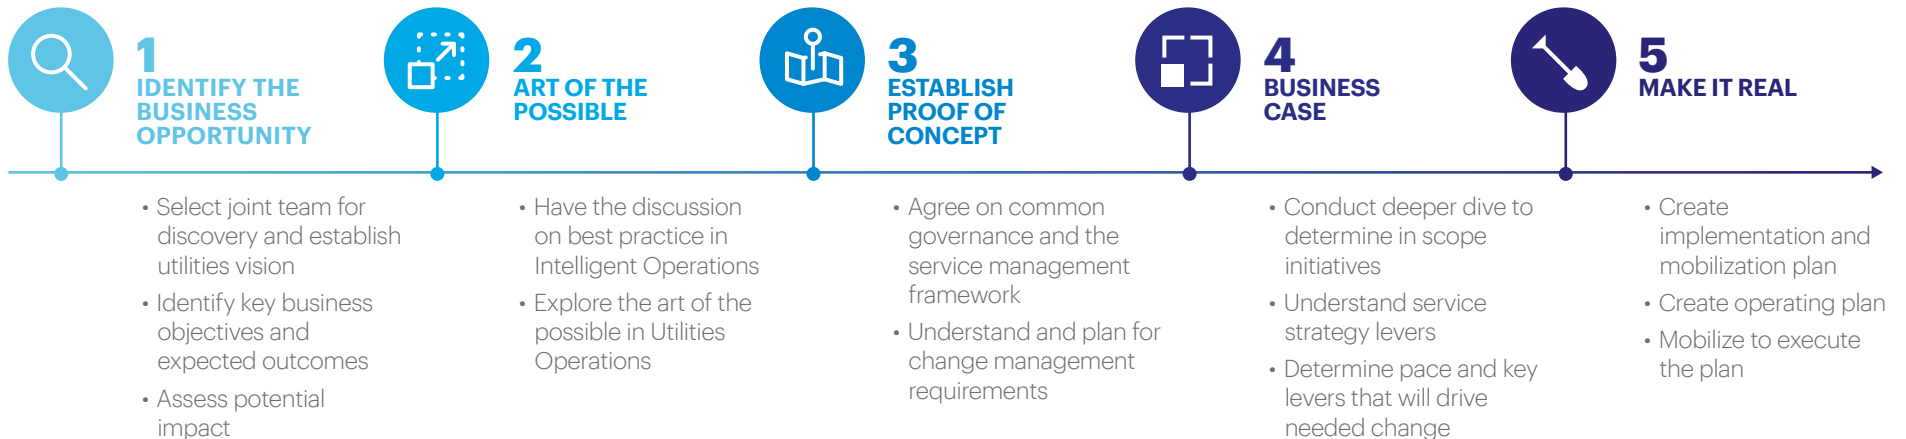 1
IDENTIFY THE
BUSINESS
OPPORTUNITY
• Select joint team for
discovery and establish
utilities vision
• Identify key business
objectives and
expected outcomes
• Assess potential
impact
2
ART OF THE
POSSIBLE
• Have the discussion
on best practice in
Intelligent Operations
• Explore the art of the
possible in Utilities
Operations
3
ESTABLISH
PROOF OF
CONCEPT
• Agree on common
governance and the
service management
framework
• Understand and plan for
change management
requirements
4
BUSINESS
CASE
• Conduct deeper dive to
determine in scope
initiatives
• Understand service
strategy levers
• Determine pace and key
levers that will drive
needed change
5
MAKE IT REAL
• Create
implementation and
mobilization plan
• Create operating plan
• Mobilize to execute
the plan